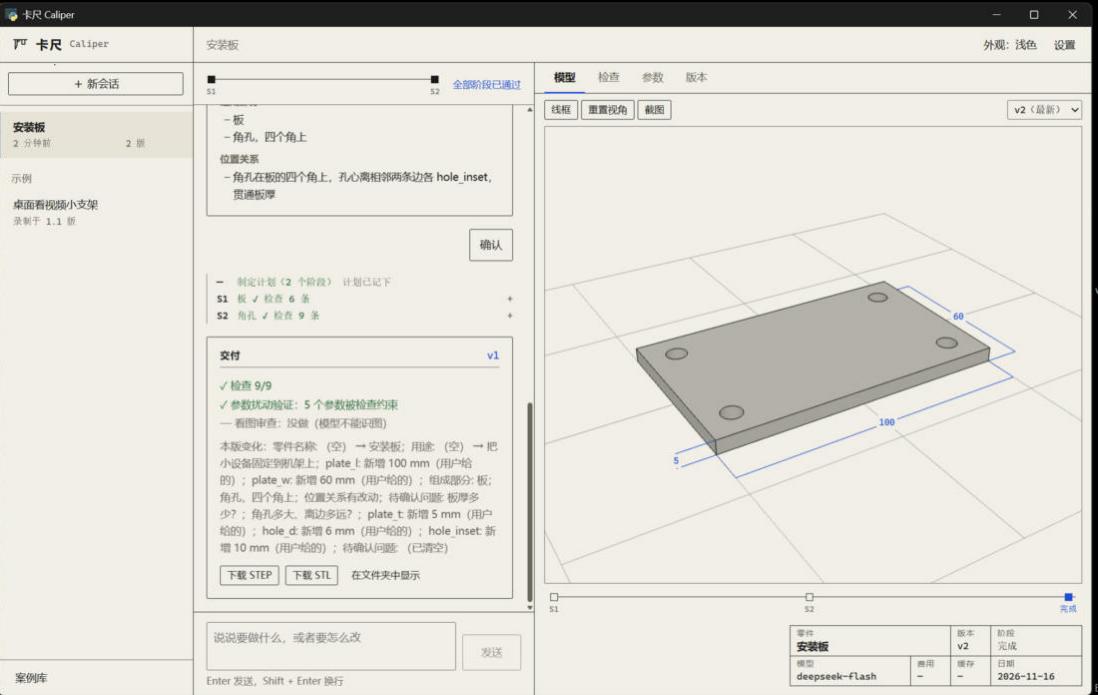 卡尺 Caliper
卡尺 Caliper
+ 新会话
安装板
2 分钟前 2 版
示例
桌面看视频小支架
录制于 1.1 版
案例库
安装板
外观：浅色 设置
S1 S2 全部阶段已通过
– 板
– 角孔，四个角上
位置关系
– 角孔在板的四个角上，孔心离相邻两条边各 hole_inset，
贯通板厚
确认
— 制定计划（2 个阶段） 计划已记下
S1 板 ✓ 检查 6 条 +
S2 角孔 ✓ 检查 9 条 +
交付 v1
✓ 检查 9/9
✓ 参数扰动验证：5 个参数被检查约束
— 看图审查：没做（模型不能识图）
本版变化：零件名称: （空） → 安装板；用途: （空） → 把
小设备固定到机架上；plate_l: 新增 100 mm（用户给
的）；plate_w: 新增 60 mm（用户给的）；组成部分: 板;
角孔，四个角上；位置关系有改动；待确认问题: 板厚多
少？；角孔多大、离边多远？；plate_t: 新增 5 mm（用户
给的）；hole_d: 新增 6 mm（用户给的）；hole_inset: 新
增 10 mm（用户给的）；待确认问题: （已清空）
下载 STEP 下载 STL 在文件夹中显示
说说要做什么，或者要怎么改
发送
Enter 发送，Shift + Enter 换行
模型 检查 参数 版本
线框 重置视角 截图 v2（最新）
60
100
5
S1 S2 完成
零件 版本 阶段
安装板 v2 完成
模型 费用 缓存 日期
deepseek-flash – – 2026-11-16